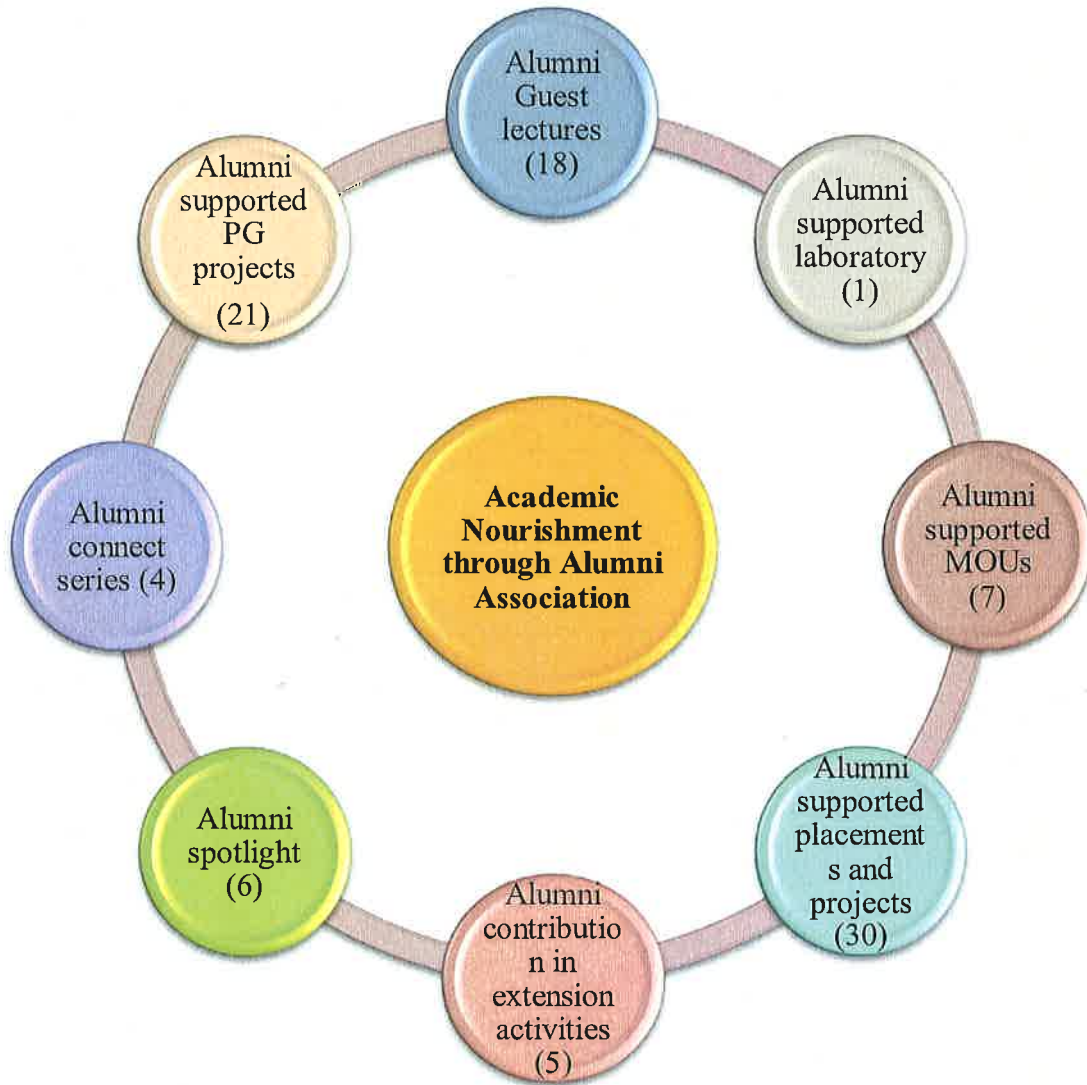 Alumni
Guest
lectures
(18)
Alumni
supported
laboratory
(1)
Alumni
supported
MOUs
(7)
Alumni
supported
placement
s and
projects
(30)
Alumni
contributio
n in
extension
activities
(5)
Alumni
spotlight
(6)
Alumni
connect
series (4)
Alumni
supported
PG
projects
(21)
Academic
Nourishment
through Alumni
Association